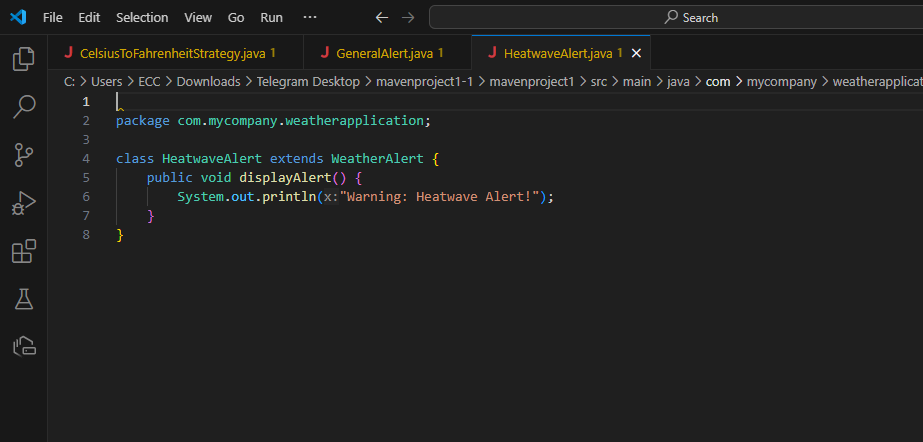 File Edit Selection View Go Run ··· Search
CelsiusToFahrenheitStrategy.java 1 GeneralAlert.java 1 HeatwaveAlert.java 1
C: > Users > ECC > Downloads > Telegram Desktop > mavenproject1-1 > mavenproject1 > src > main > java > com > mycompany > weatherapplicat
1
2 package com.mycompany.weatherapplication;
3
4 class HeatwaveAlert extends WeatherAlert {
5 public void displayAlert() {
6 System.out.println(x:"Warning: Heatwave Alert!");
7 }
8 }